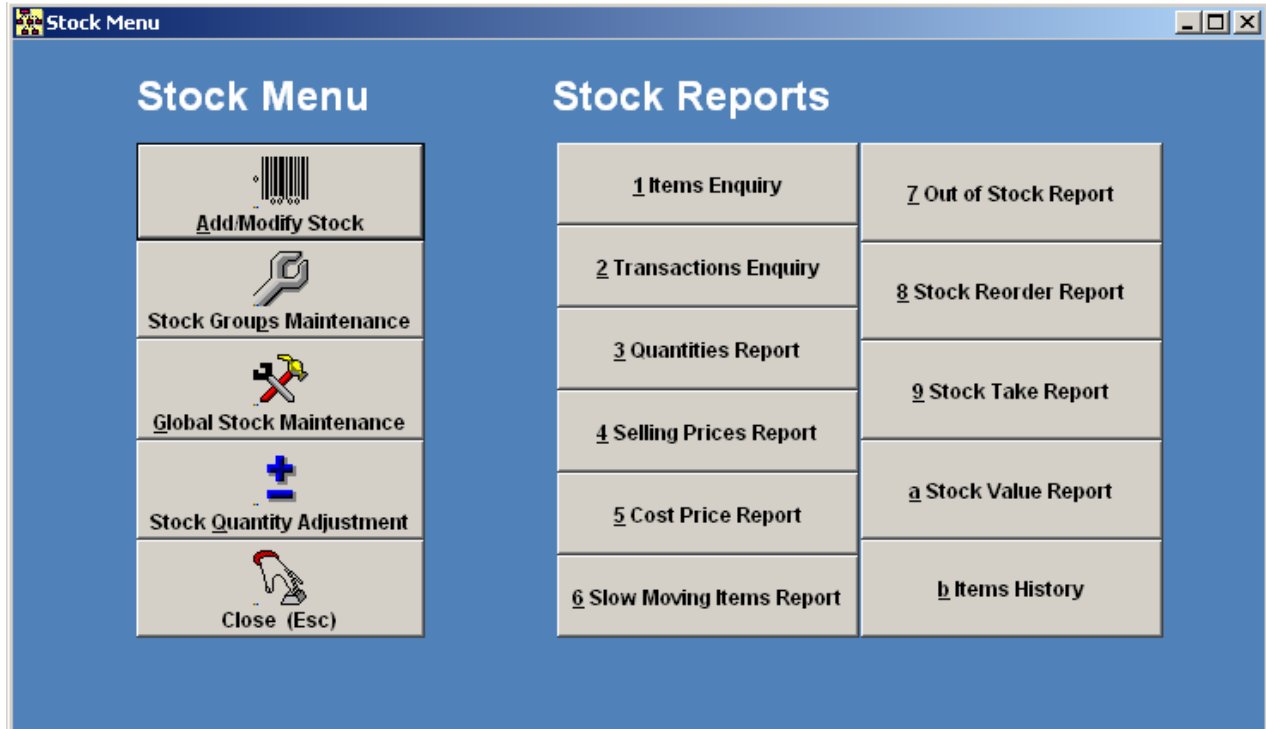 Stock Menu
Stock Menu
Add/Modify Stock
Stock Groups Maintenance
Global Stock Maintenance
Stock Quantity Adjustment
Close (Esc)
Stock Reports
1 Items Enquiry
2 Transactions Enquiry
3 Quantities Report
4 Selling Prices Report
5 Cost Price Report
6 Slow Moving Items Report
7 Out of Stock Report
8 Stock Reorder Report
9 Stock Take Report
a Stock Value Report
b Items History